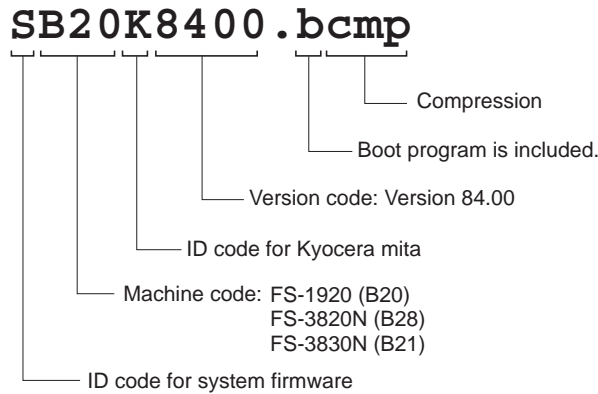 SB20K8400.bcmp
Compression
Boot program is included.
Version code: Version 84.00
ID code for Kyocera mita
Machine code: FS-1920 (B20)
FS-3820N (B28)
FS-3830N (B21)
ID code for system firmware